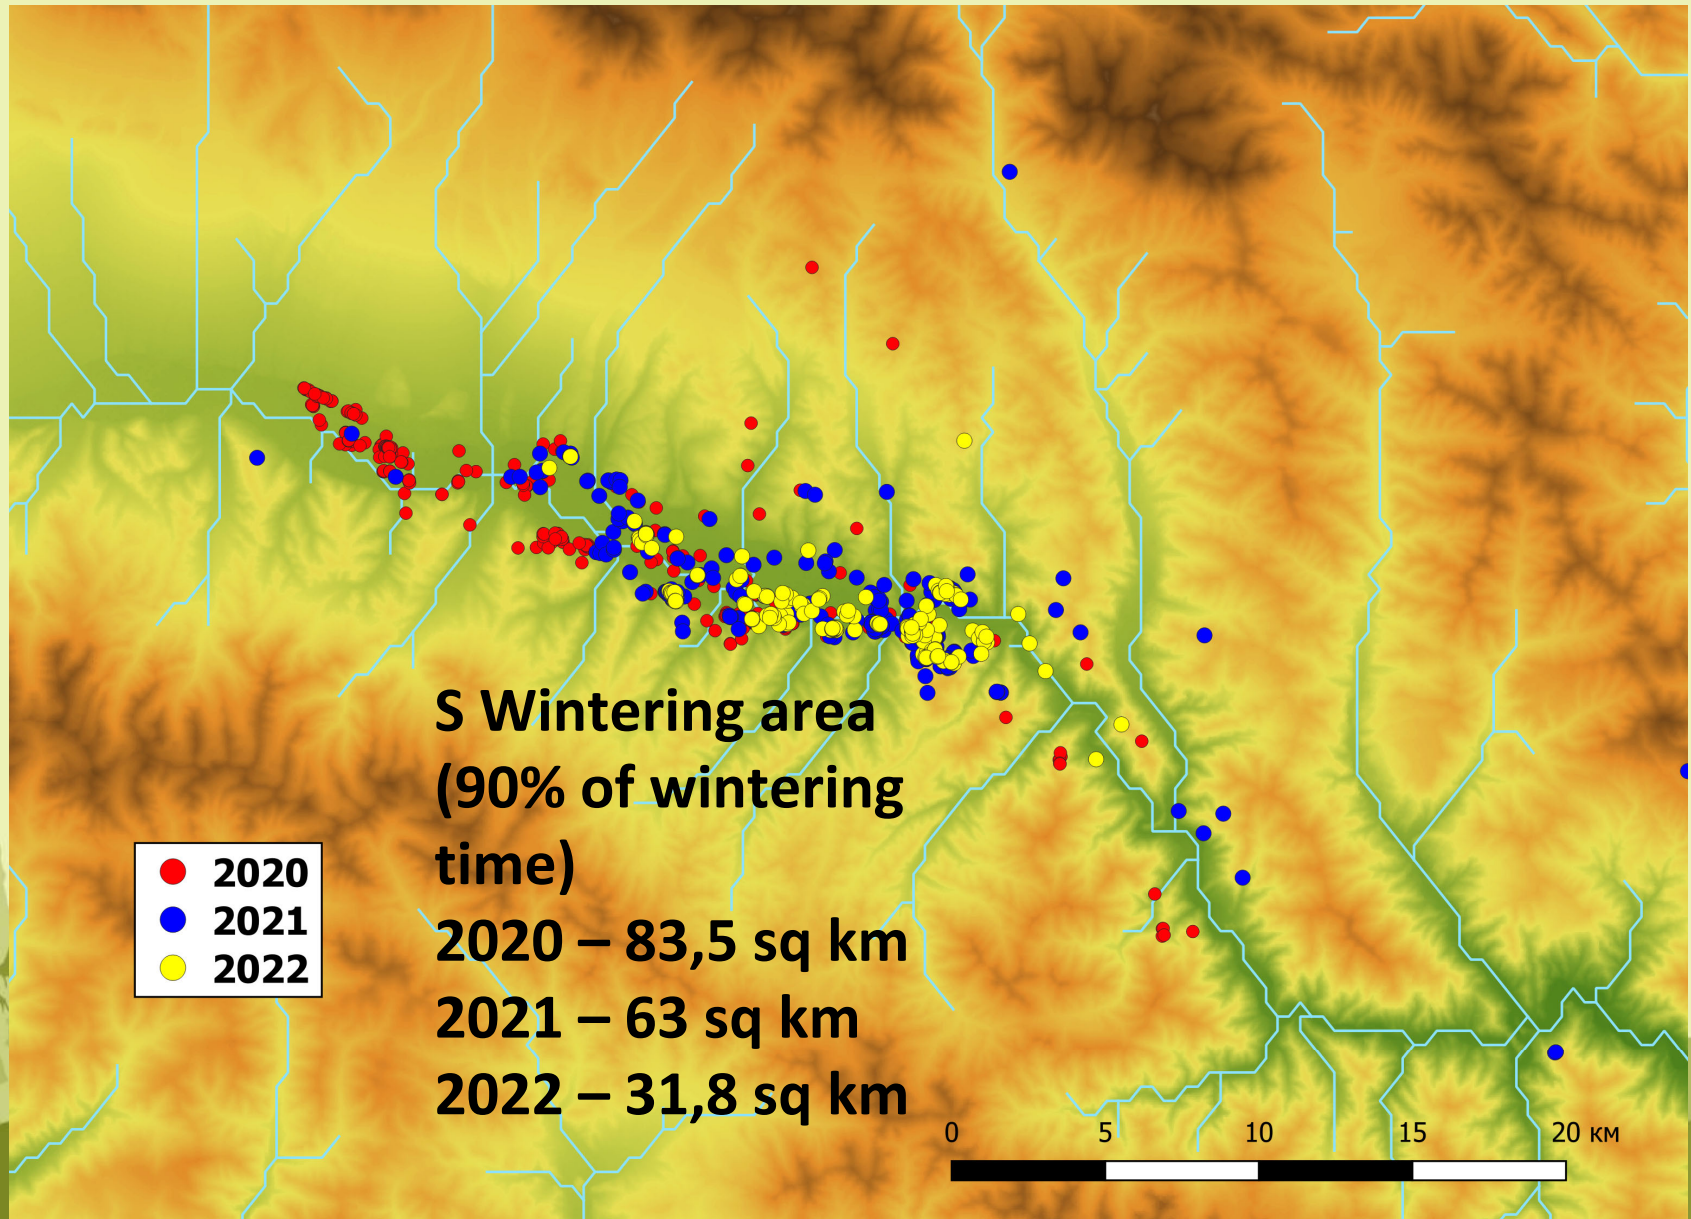 S Wintering area
(90% of wintering
time)
2020 – 83,5 sq km
2021 – 63 sq km
2022 – 31,8 sq km
2020
2021
2022
0 5 10 15 20 км